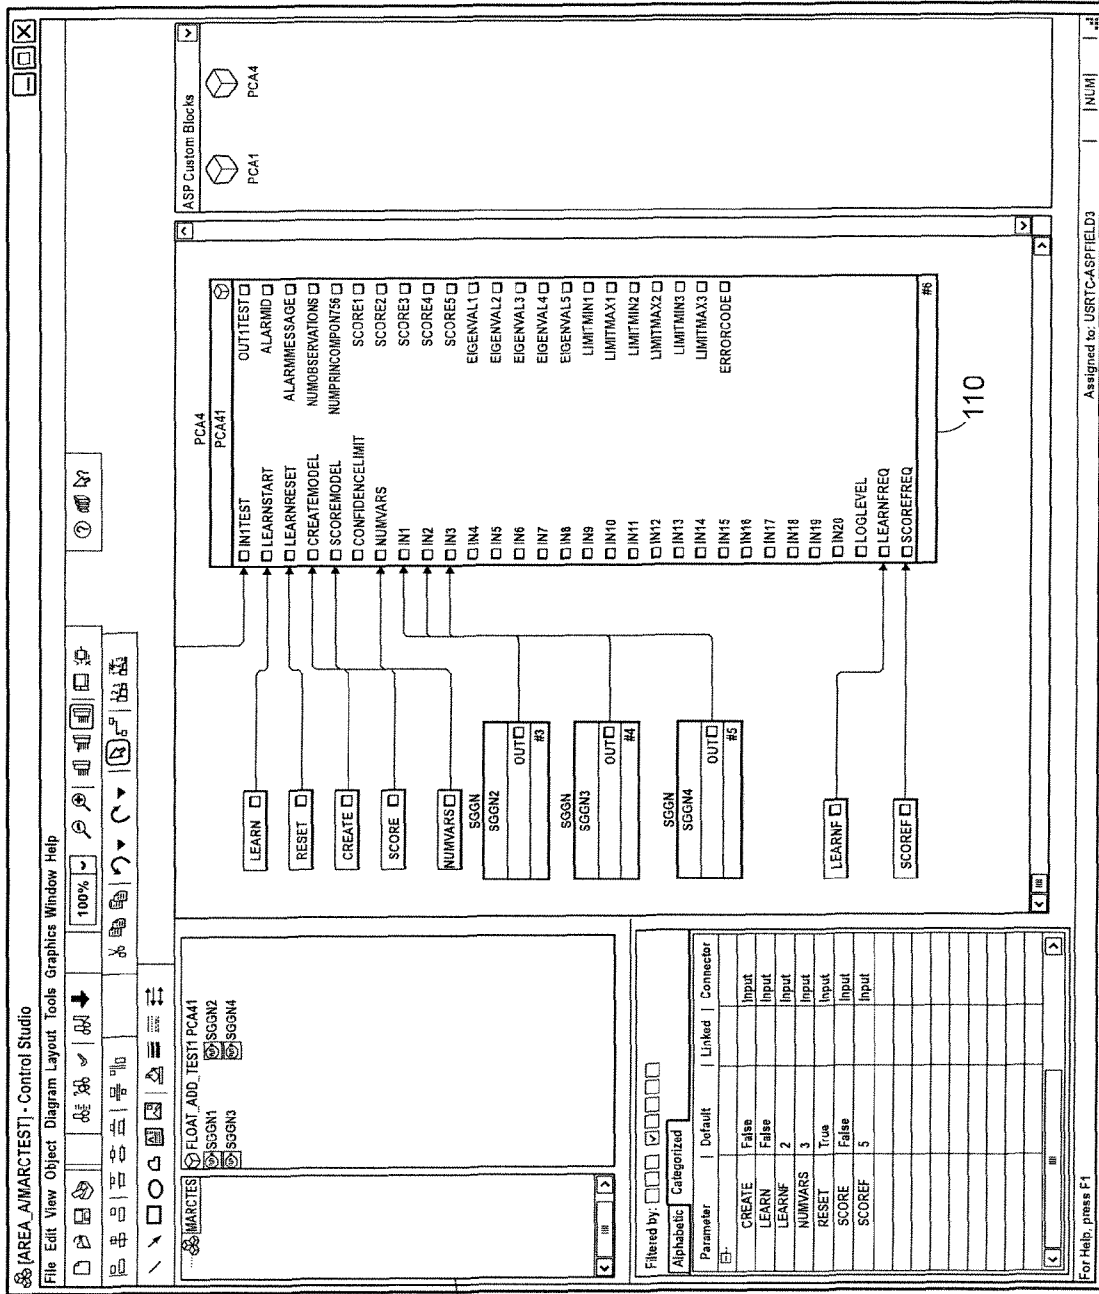 [AREA_A/MARCTEST] - Control Studio
File Edit View Object Diagram Layout Tools Graphics Window Help
100%
MARCTES
FLOAT_ADD_TEST1 PCA41
SGGN1
SGGN2
SGGN3
SGGN4
Filtered by:
Alphabetic Categorized
Parameter Default Linked Connector
CREATE False Input
LEARN False Input
LEARNF 2 Input
NUMVARS 3 Input
RESET True Input
SCORE False Input
SCOREF 5 Input
LEARN
RESET
CREATE
SCORE
NUMVARS
SGGN
SGGN2
OUT
#3
SGGN
SGGN3
OUT
#4
SGGN
SGGN4
OUT
#5
LEARNF
SCOREF
PCA4
PCA41
IN1TEST
LEARNSTART
LEARNRESET
CREATEMODEL
SCOREMODEL
CONFIDENCELIMIT
NUMVARS
IN1
IN2
IN3
IN4
IN5
IN6
IN7
IN8
IN9
IN10
IN11
IN12
IN13
IN14
IN15
IN16
IN17
IN18
IN19
IN20
LOGLEVEL
LEARNFREQ
SCOREFREQ
OUT1TEST
ALARMID
ALARMMESSAGE
NUMOBSERVATIONS
NUMPRINCOMPON756
SCORE1
SCORE2
SCORE3
SCORE4
SCORE5
EIGENVAL1
EIGENVAL2
EIGENVAL3
EIGENVAL4
EIGENVAL5
LIMITMIN1
LIMITMAX1
LIMITMIN2
LIMITMAX2
LIMITMIN3
LIMITMAX3
ERRORCODE
#6
110
ASP Custom Blocks
PCA1
PCA4
For Help, press F1
Assigned to: USRTC-ASPFIELD3
NUM